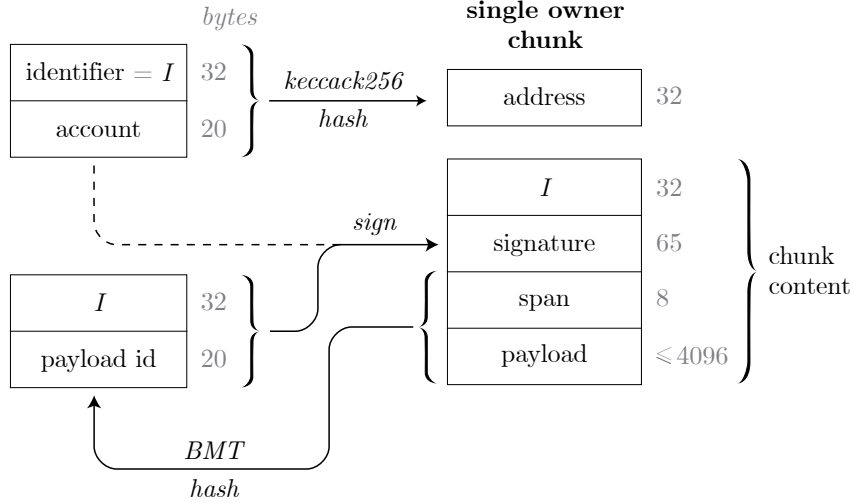 bytes
single owner
chunk
identifier = I
32
account
20
keccack256
hash
address
32
I
32
signature
65
span
8
payload
⩽4096
chunk
content
sign
I
32
payload id
20
BMT
hash